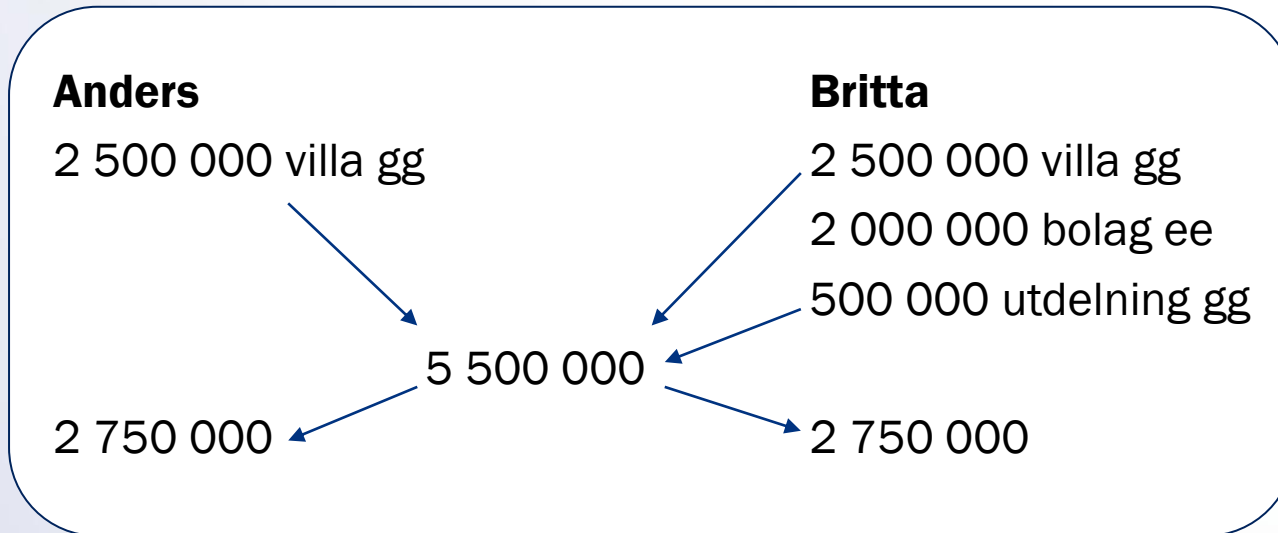 Anders
2 500 000 villa gg
Britta
2 500 000 villa gg
2 000 000 bolag ee
500 000 utdelning gg
5 500 000
2 750 000
2 750 000